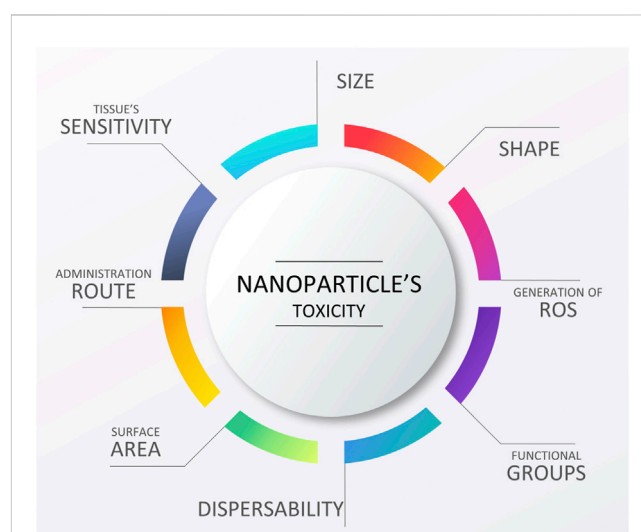 SIZE
TISSUE'S
SENSITIVITY
SHAPE
NANOPARTICLE'S
TOXICITY
ADMINISTRATION
ROUTE
GENERATION OF
ROS
SURFACE
AREA
FUNCTIONAL
GROUPS
DISPERSABILITY